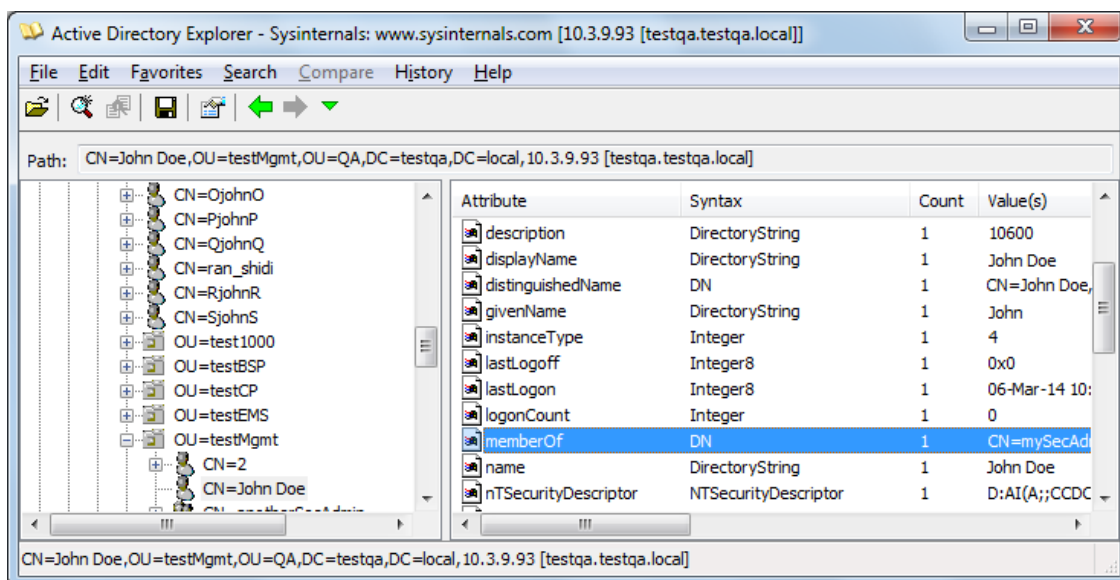 Active Directory Explorer - Sysinternals: www.sysinternals.com [10.3.9.93 [testqa.testqa.local]]
File Edit Favorites Search Compare History Help
Path: CN=John Doe,OU=testMgmt,OU=QA,DC=testqa,DC=local,10.3.9.93 [testqa.testqa.local]
CN=OjohnO
CN=PjohnP
CN=QjohnQ
CN=ran_shidi
CN=RjohnR
CN=SjohnS
OU=test1000
OU=testBSP
OU=testCP
OU=testEMS
OU=testMgmt
CN=2
CN=John Doe
CN=anotherSecAdmin
Attribute Syntax Count Value(s)
description DirectoryString 1 10600
displayName DirectoryString 1 John Doe
distinguishedName DN 1 CN=John Doe,
givenName DirectoryString 1 John
instanceType Integer 1 4
lastLogoff Integer8 1 0x0
lastLogon Integer8 1 06-Mar-14 10:
logonCount Integer 1 0
memberOf DN 1 CN=mySecAdı
name DirectoryString 1 John Doe
nTSecurityDescriptor NTSecurityDescriptor 1 D:AI(A;;CCDC
CN=John Doe,OU=testMgmt,OU=QA,DC=testqa,DC=local,10.3.9.93 [testqa.testqa.local]